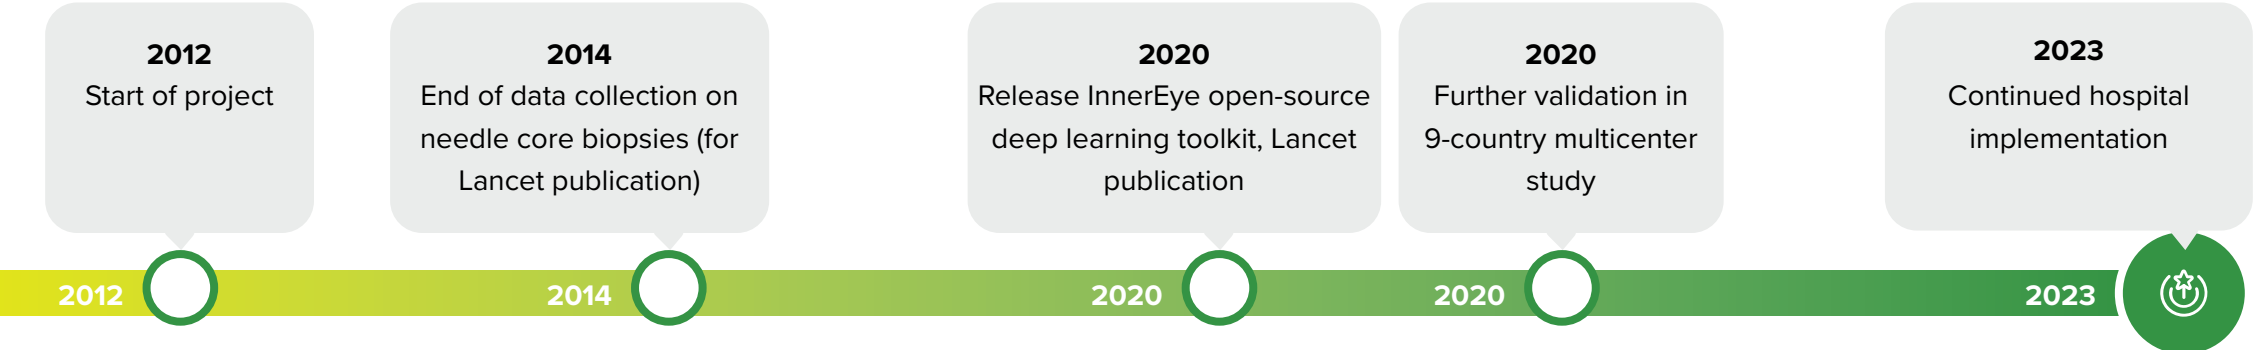 2012
Start of project
2014
End of data collection on
needle core biopsies (for
Lancet publication)
2020
Release InnerEye open-source
deep learning toolkit, Lancet
publication
2020
Further validation in
9-country multicenter
study
2023
Continued hospital
implementation
2012
2014
2020
2020
2023